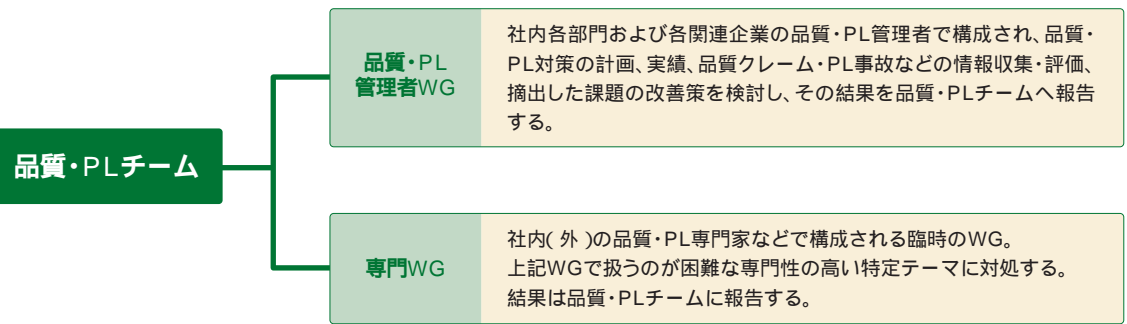 品質・PLチーム
品質・PL
管理者WG
社内各部門および各関連企業の品質・PL管理者で構成され、品質・
PL対策の計画、実績、品質クレーム・PL事故などの情報収集・評価、
摘出した課題の改善策を検討し、その結果を品質・PLチームへ報告
する。
専門WG
社内( 外 )の品質・PL専門家などで構成される臨時のWG。
上記WGで扱うのが困難な専門性の高い特定テーマに対処する。
結果は品質・PLチームに報告する。